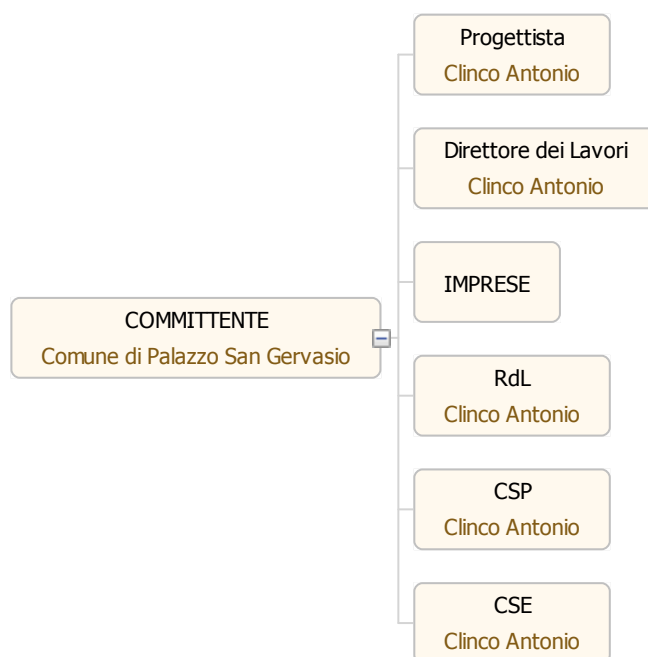 Progettista
Clinco Antonio
Direttore dei Lavori
Clinco Antonio
IMPRESE
COMMITTENTE
Comune di Palazzo San Gervasio
RdL
Clinco Antonio
CSP
Clinco Antonio
CSE
Clinco Antonio